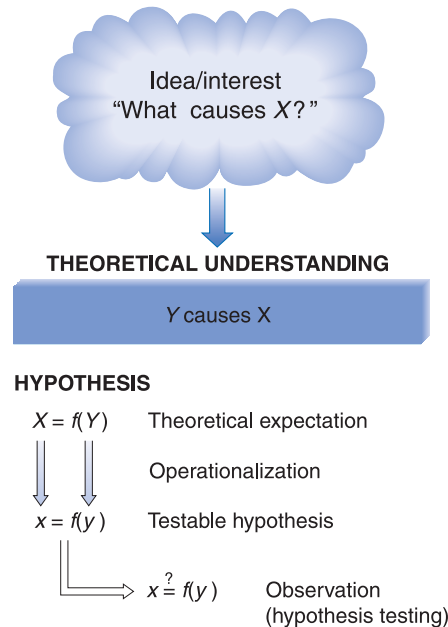 Idea/interest
“What causes X?”
THEORETICAL UNDERSTANDING
Y causes X
HYPOTHESIS
X = f(Y) Theoretical expectation
Operationalization
x = f(y) Testable hypothesis
x ≟ f(y) Observation
(hypothesis testing)